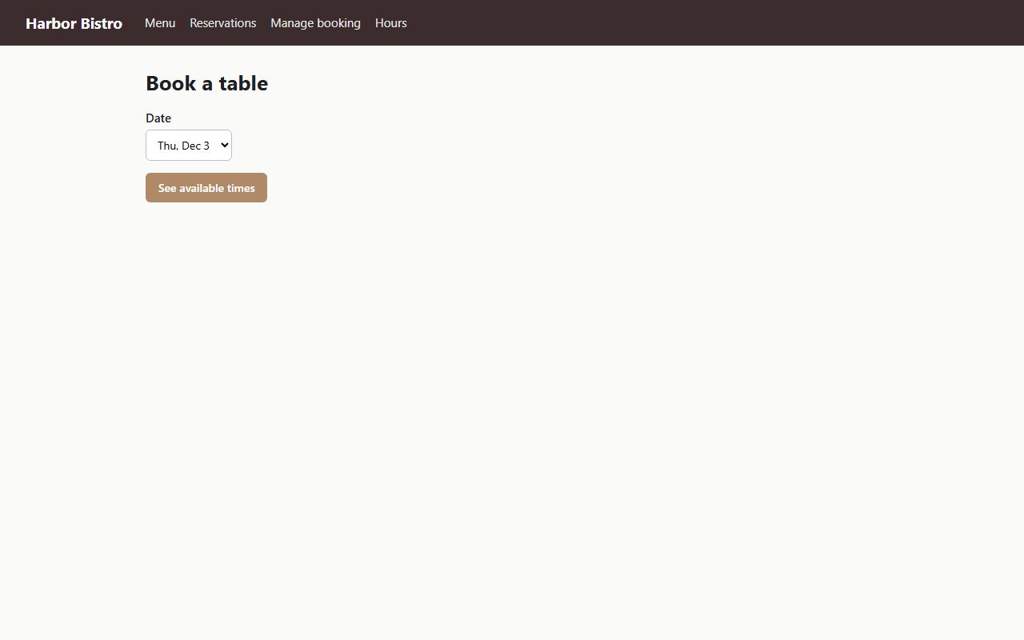 Harbor Bistro Menu Reservations Manage booking Hours
Book a table
Date
Thu, Dec 3
See available times